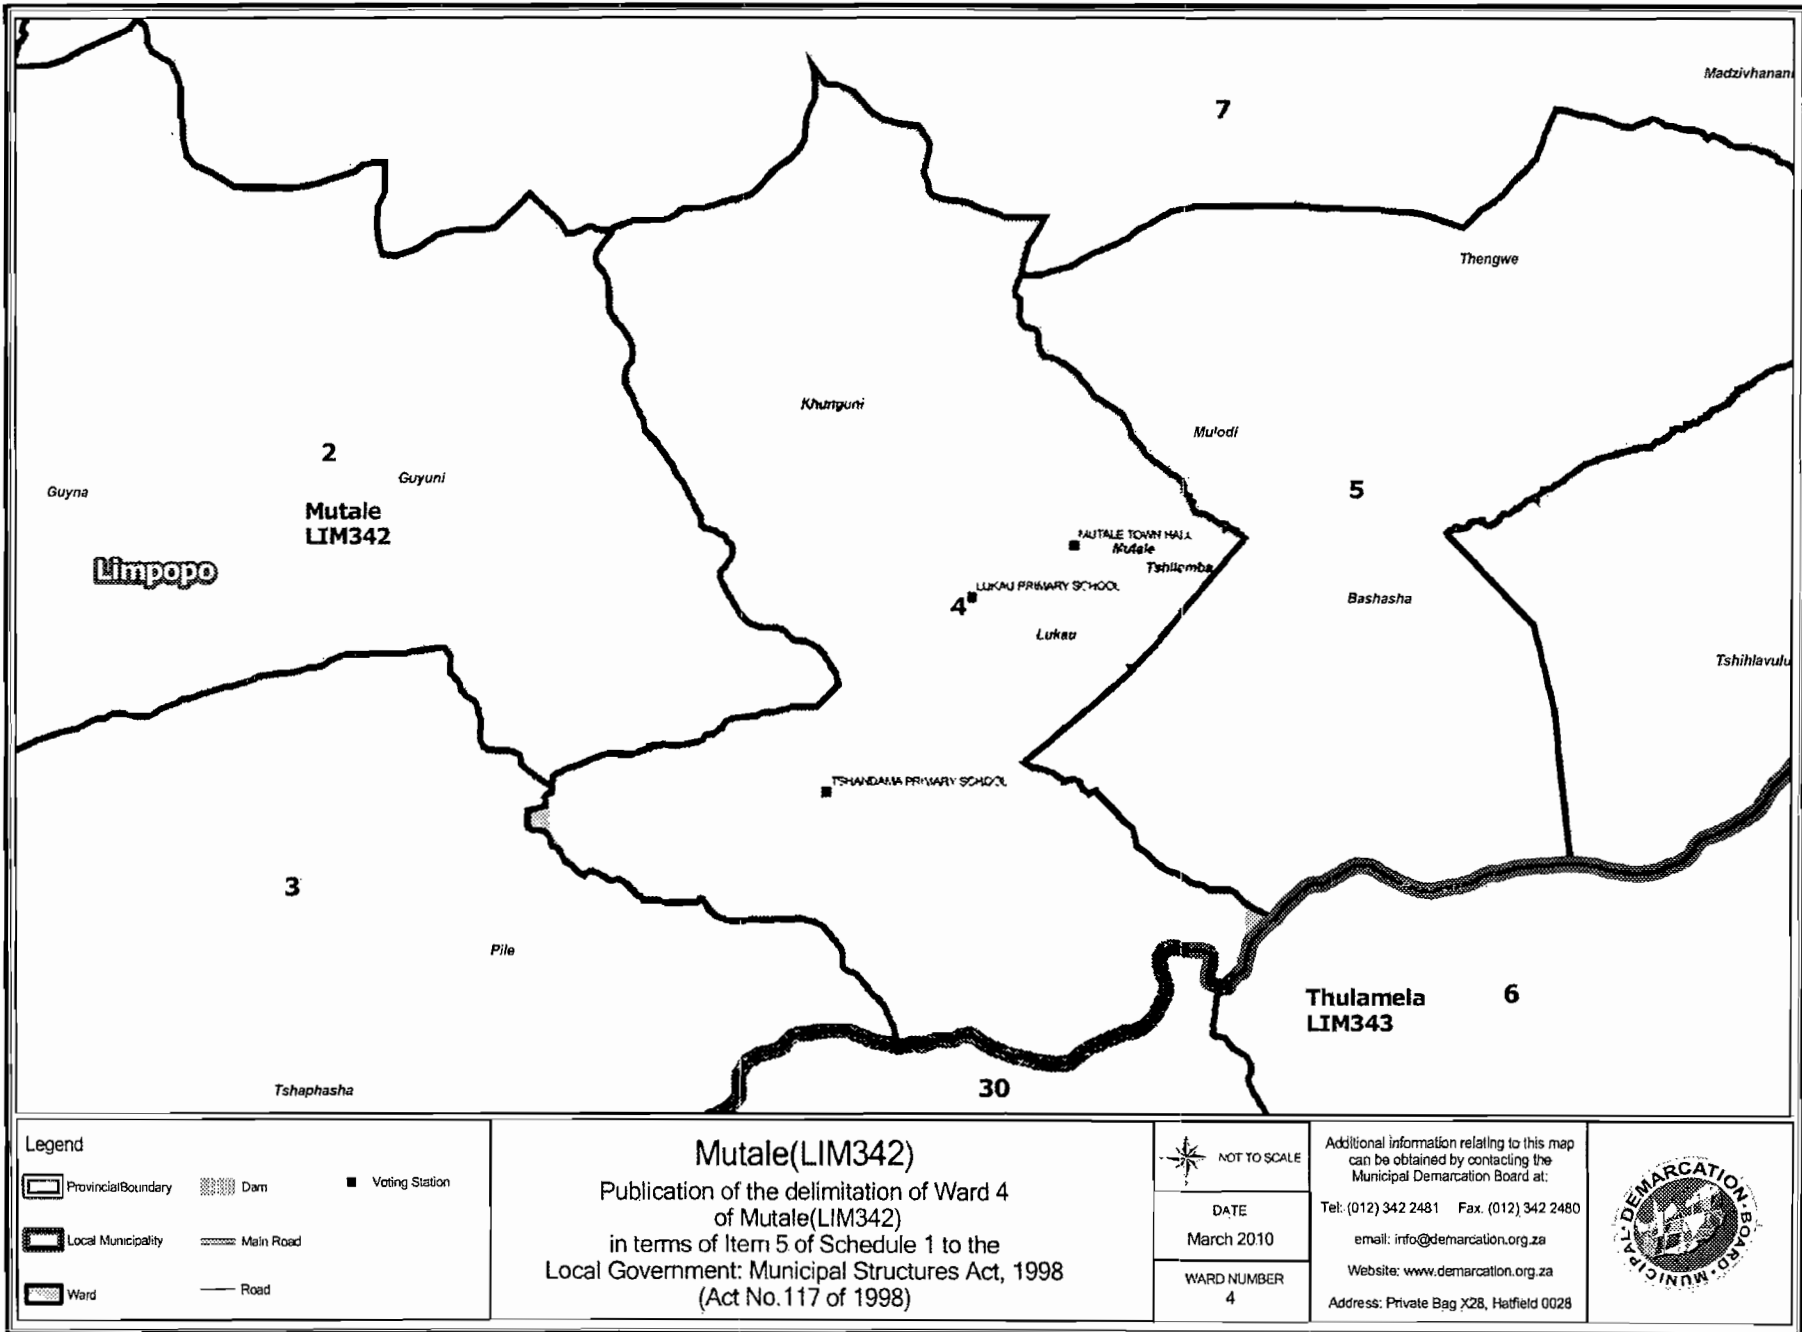 Madzivhanani
7
Thengwe
Khunguni
Mulodi
2
Guyuni
Guyna
5
Mutale
LIM342
MUTALE TOWN HALL
Mutale
Tshilamba
Limpopo
LUKAU PRIMARY SCHOOL
4
Bashasha
Lukau
Tshihlavulu
TSHANDAMA PRIMARY SCHOOL
3
Pile
Thulamela
LIM343
6
Tshaphasha
30
Legend
Provincial Boundary
Dam
Voting Station
Local Municipality
Main Road
Ward
Road
Mutale(LIM342)
Publication of the delimitation of Ward 4
of Mutale(LIM342)
in terms of Item 5 of Schedule 1 to the
Local Government: Municipal Structures Act, 1998
(Act No.117 of 1998)
NOT TO SCALE
DATE
March 2010
WARD NUMBER
4
Additional information relating to this map
can be obtained by contacting the
Municipal Demarcation Board at:
Tel: (012) 342 2481 Fax. (012) 342 2480
email: info@demarcation.org.za
Website: www.demarcation.org.za
Address: Private Bag X28, Hatfield 0028
MUNICIPAL DEMARCATION BOARD